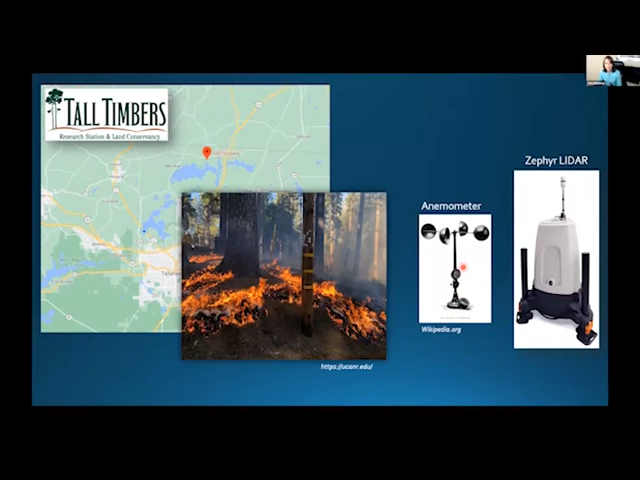 TALL TIMBERS
Research Station & Land Conservancy
Zephyr LIDAR
Anemometer
Wikipedia.org
https://ucanr.edu/